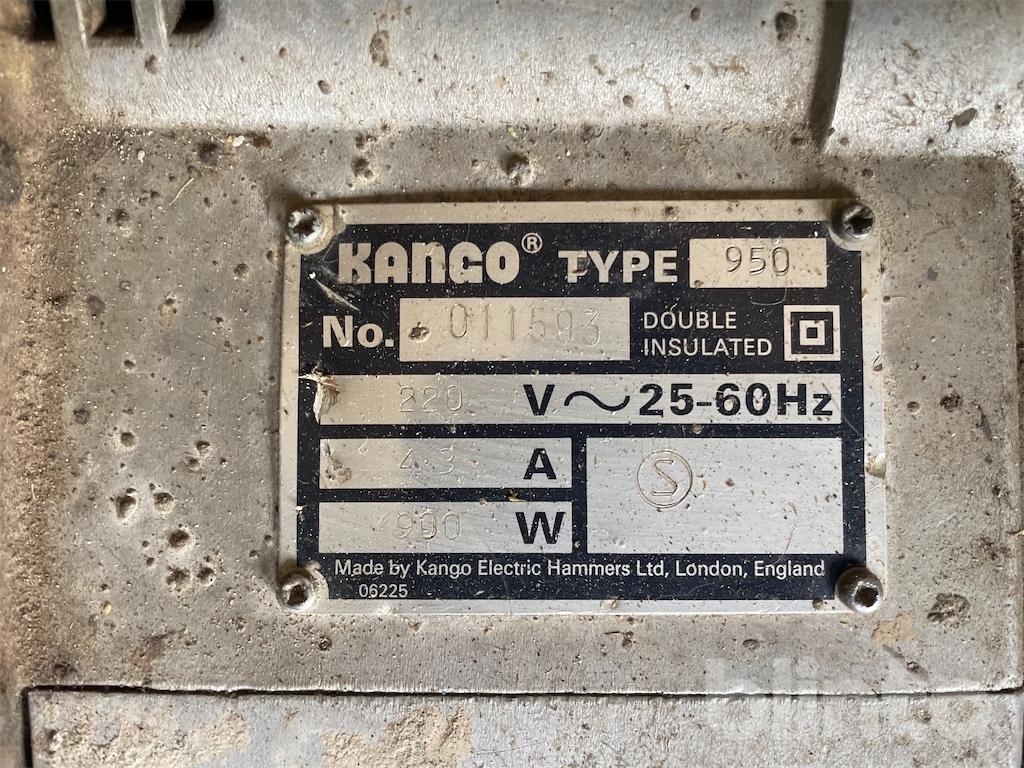 KANGO® TYPE 950
No. 011593
DOUBLE INSULATED
220 V ~ 25-60Hz
4.3 A
900 W
S
Made by Kango Electric Hammers Ltd, London, England
06225